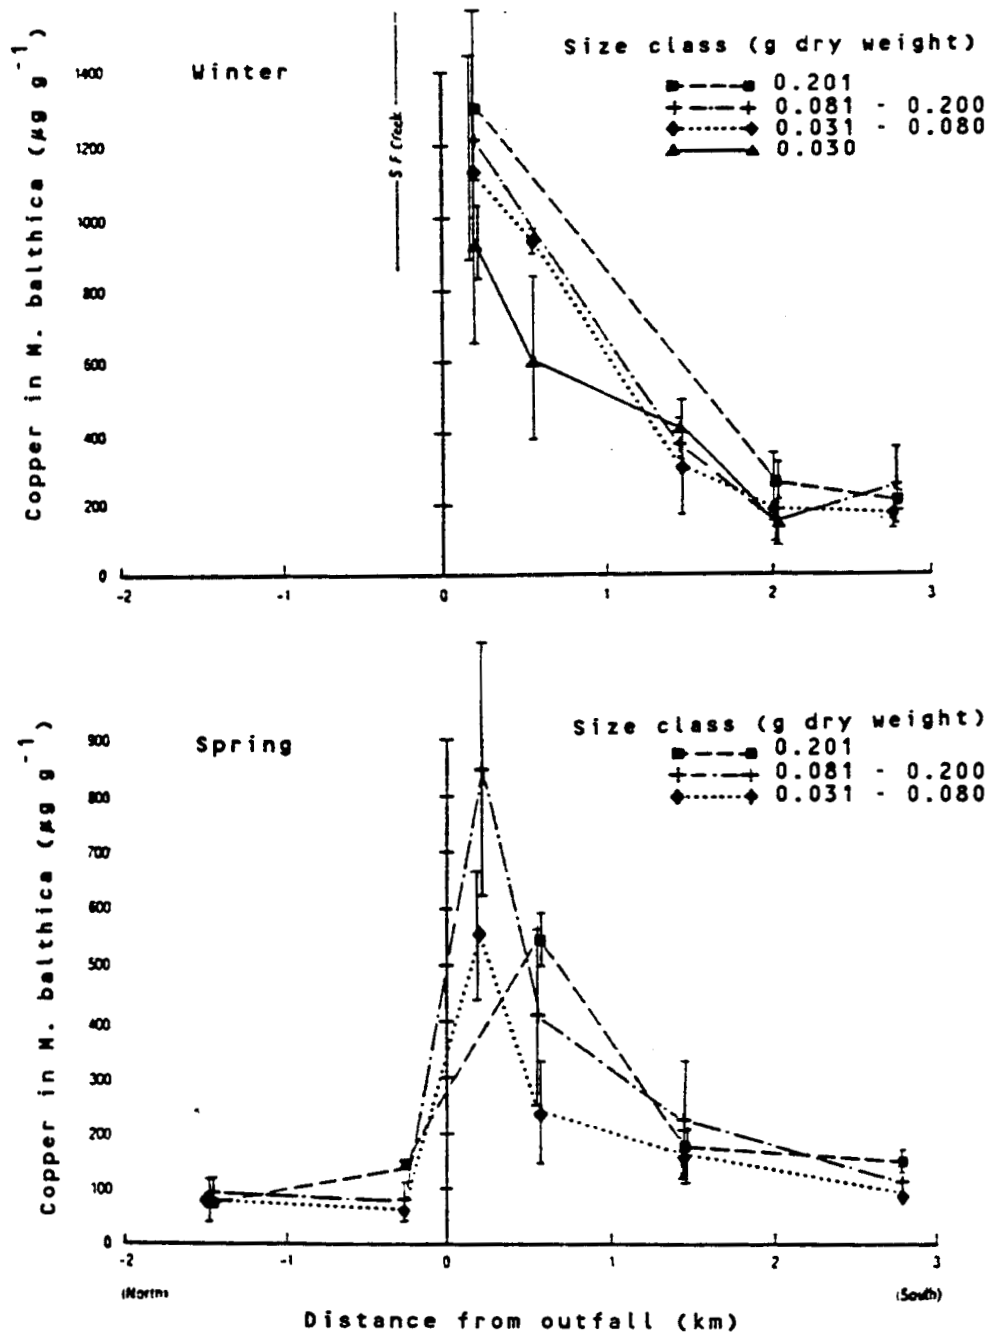 Winter
Size class (g dry weight)
0.201
0.081 - 0.200
0.031 - 0.080
0.030
S F Creek
Copper in M. balthica (µg g⁻¹)
1400
1200
1000
800
600
400
200
0
-2 -1 0 1 2 3
Spring
Size class (g dry weight)
0.201
0.081 - 0.200
0.031 - 0.080
Copper in M. balthica (µg g⁻¹)
900
800
700
600
500
400
300
200
100
0
-2 -1 0 1 2 3
(North) (South)
Distance from outfall (km)